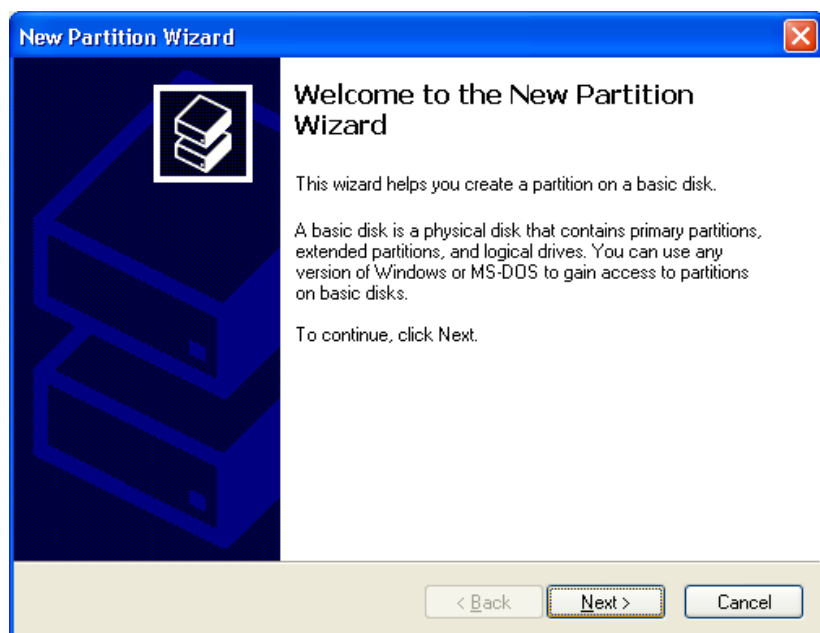 New Partition Wizard
Welcome to the New Partition
Wizard
This wizard helps you create a partition on a basic disk.
A basic disk is a physical disk that contains primary partitions,
extended partitions, and logical drives. You can use any
version of Windows or MS-DOS to gain access to partitions
on basic disks.
To continue, click Next.
< Back
Next >
Cancel